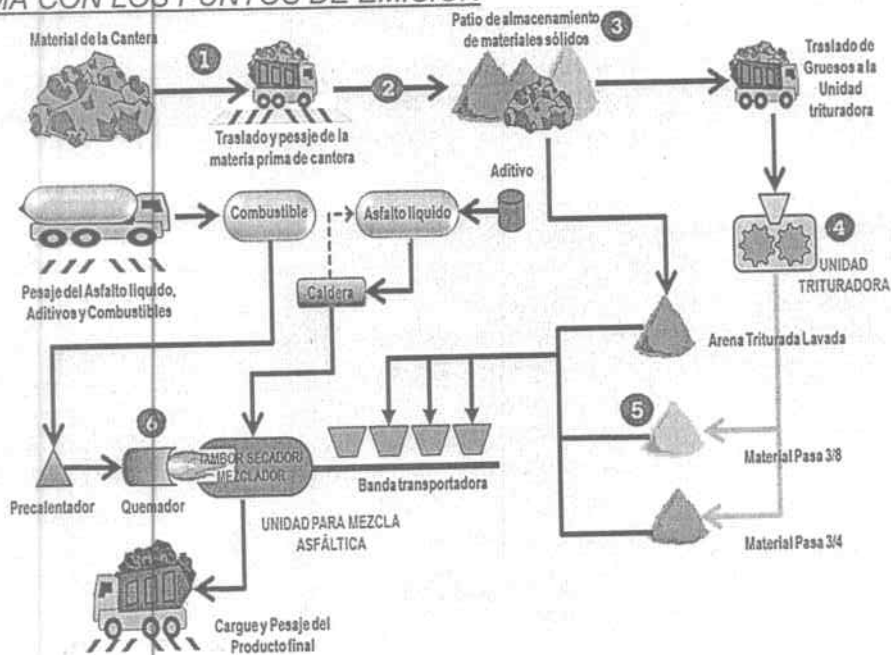 MA CON LOS PUNTOS DE EMISIÓN
Material de la Cantera
1
Traslado y pesaje de la
materia prima de cantera
2
Patio de almacenamiento
de materiales sólidos
3
Traslado de
Gruesos a la
Unidad
trituradora
Pesaje del Asfalto liquido,
Aditivos y Combustibles
Combustible
Asfalto liquido
Aditivo
Caldera
4
UNIDAD
TRITURADORA
Arena Triturada Lavada
5
Material Pasa 3/8
Material Pasa 3/4
6
Precalentador
Quemador
TAMBOR SECADOR/
MEZCLADOR
Banda transportadora
UNIDAD PARA MEZCLA
ASFÁLTICA
Cargue y Pesaje del
Producto final